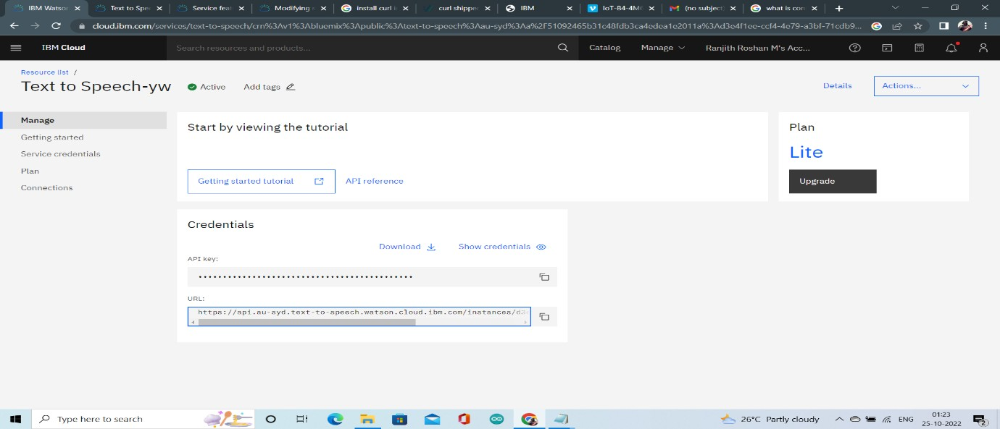 IBM Watso
Text to Spe
Service feat
Modifying
install curl i
curl shippe
IBM
IoT-B4-4M
(no subject
what is con
cloud.ibm.com/services/text-to-speech/crn%3Av1%3Abluemix%3Apublic%3Atext-to-speech%3Aau-syd%3Aa%2F51092465b31c48fdb3ca4edea1e2011a%3Ad3e4f1ee-ccf4-4e79-a3bf-71cdb9...
IBM Cloud
Search resources and products...
Catalog
Manage
Ranjith Roshan M's Acc...
Resource list /
Text to Speech-yw
Active
Add tags
Details
Actions...
Manage
Getting started
Service credentials
Plan
Connections
Start by viewing the tutorial
Getting started tutorial
API reference
Plan
Lite
Upgrade
Credentials
Download
Show credentials
API key:
••••••••••••••••••••••••••••••••••••••••••••
URL:
https://api.au-syd.text-to-speech.watson.cloud.ibm.com/instances/d3
Type here to search
26°C Partly cloudy
ENG
01:23
25-10-2022
2